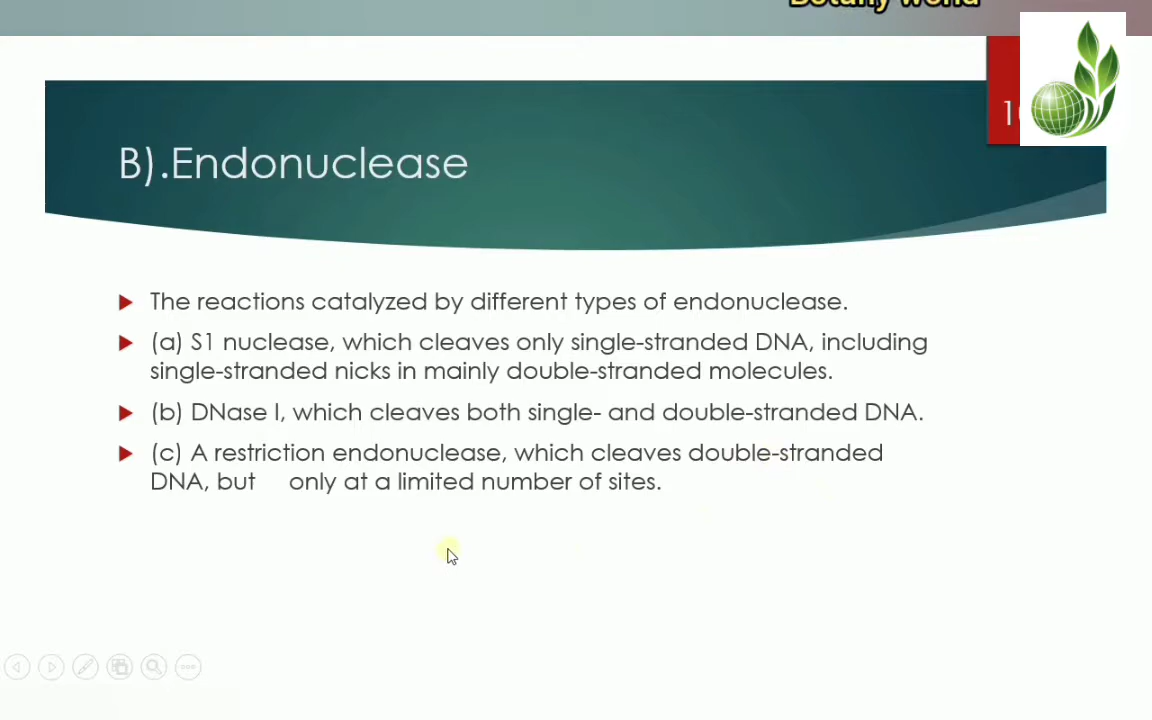 Botany world
B).Endonuclease
The reactions catalyzed by different types of endonuclease.
(a) S1 nuclease, which cleaves only single-stranded DNA, including
single-stranded nicks in mainly double-stranded molecules.
(b) DNase I, which cleaves both single- and double-stranded DNA.
(c) A restriction endonuclease, which cleaves double-stranded
DNA, but only at a limited number of sites.